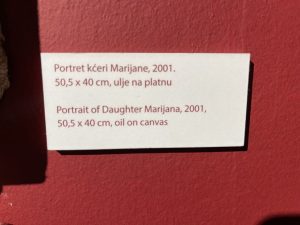 Portret kćeri Marijane, 2001.
50,5 x 40 cm, ulje na platnu
Portrait of Daughter Marijana, 2001,
50,5 x 40 cm, oil on canvas